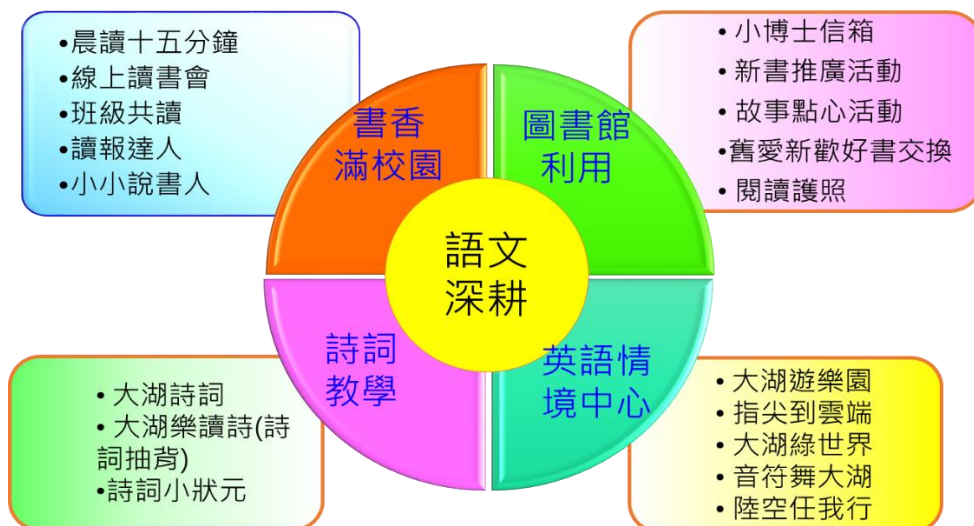 •晨讀十五分鐘
•線上讀書會
•班級共讀
•讀報達人
•小小說書人
• 小博士信箱
• 新書推廣活動
• 故事點心活動
•舊愛新歡好書交換
• 閱讀護照
書香
滿校園
圖書館
利用
語文
深耕
詩詞
教學
英語情
境中心
• 大湖詩詞
• 大湖樂讀詩(詩
詞抽背)
•詩詞小狀元
• 大湖遊樂園
• 指尖到雲端
• 大湖綠世界
• 音符舞大湖
• 陸空任我行